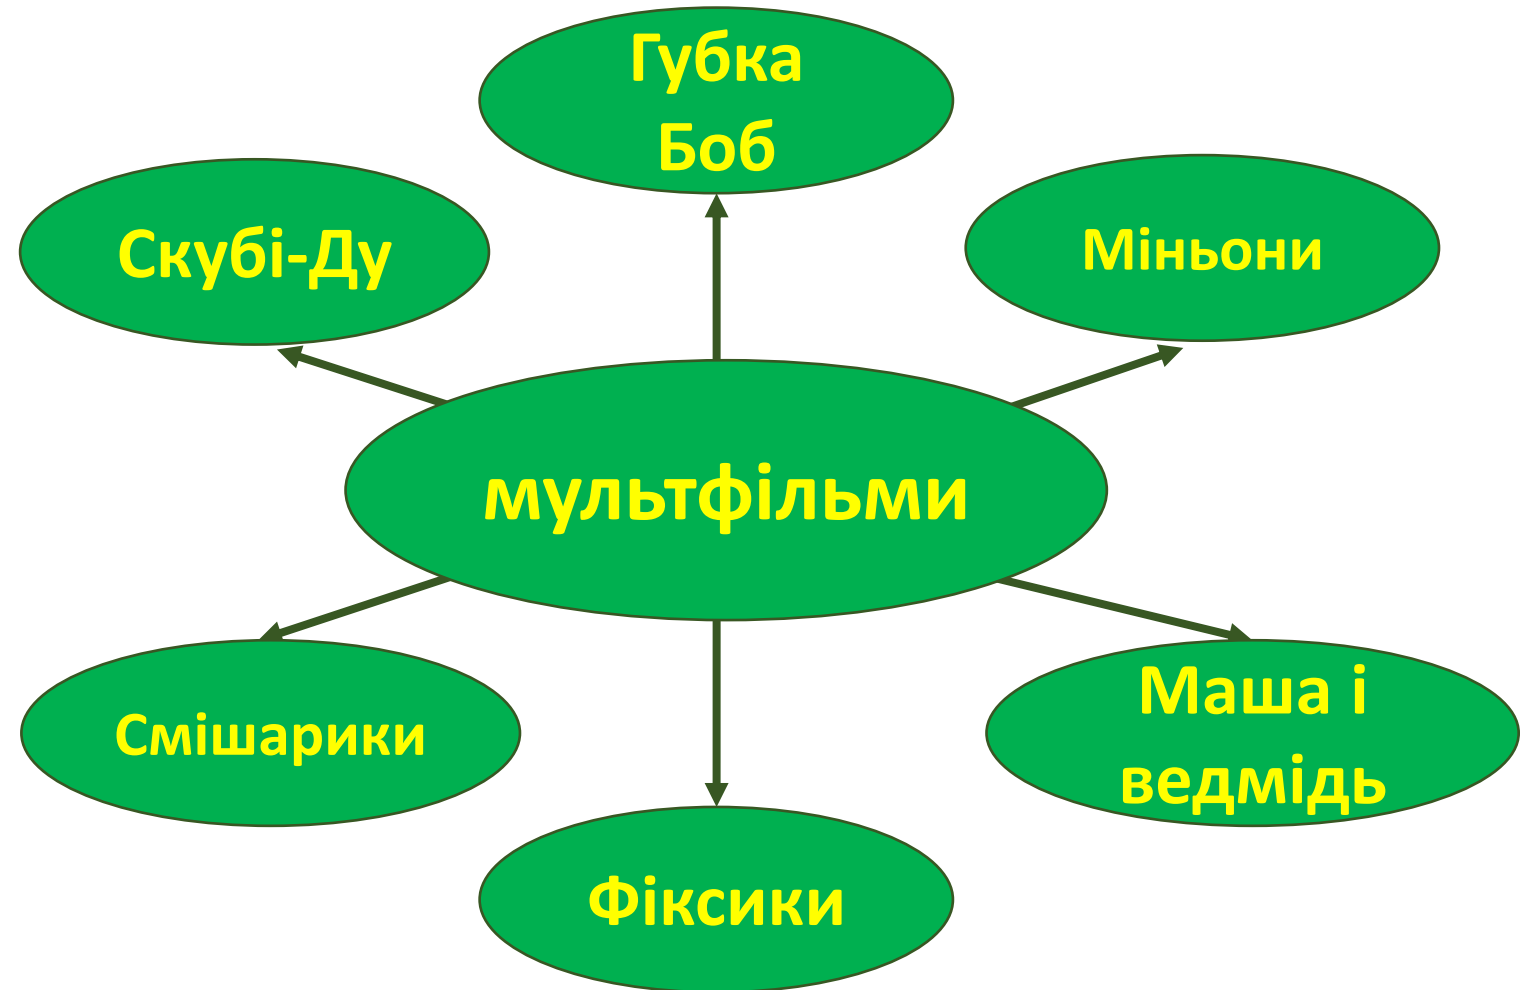 Губка
Боб
Скубі-Ду
Міньони
мультфільми
Смішарики
Маша і
ведмідь
Фіксики